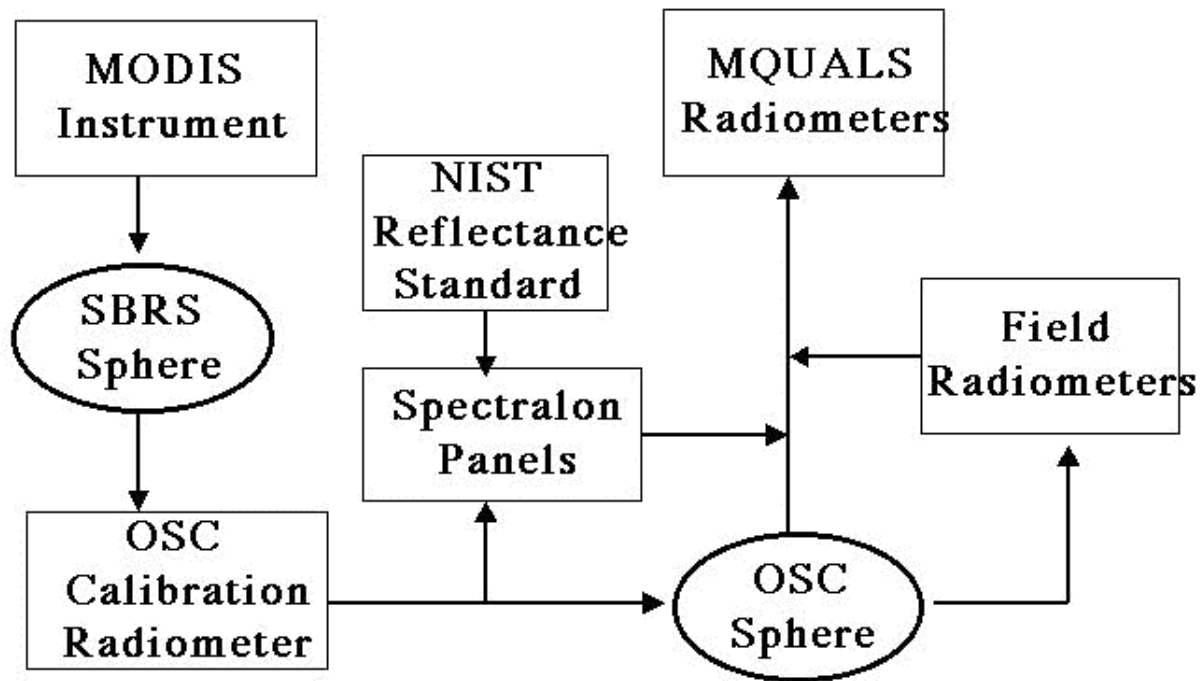 MODIS
Instrument
MQUALS
Radiometers
NIST
Reflectance
Standard
SBRS
Sphere
Field
Radiometers
Spectralon
Panels
OSC
Calibration
Radiometer
OSC
Sphere